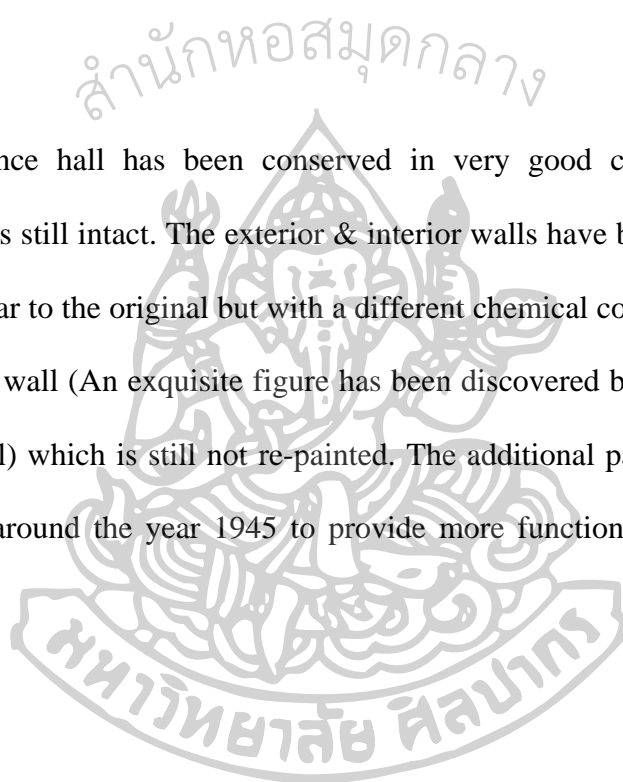 สำนักหอสมุดกลาง
nce hall has been conserved in very good c
s still intact. The exterior & interior walls have b
ar to the original but with a different chemical co
wall (An exquisite figure has been discovered b
l) which is still not re-painted. The additional pa
around the year 1945 to provide more function
มหาวิทยาลัย ศิลปากร